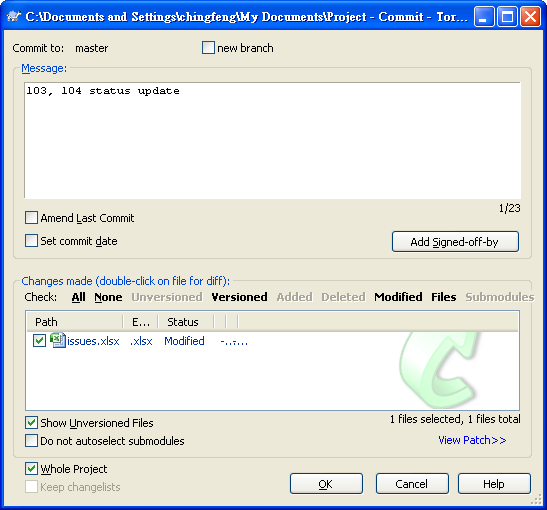 C:\Documents and Settings\chingfeng\My Documents\Project - Commit - Tor...
Commit to: master new branch
Message:
103, 104 status update
1/23
Amend Last Commit
Set commit date
Add Signed-off-by
Changes made (double-click on file for diff):
Check: All None Unversioned Versioned Added Deleted Modified Files Submodules
Path E... Status
issues.xlsx .xlsx Modified -...-...
Show Unversioned Files
1 files selected, 1 files total
Do not autoselect submodules
View Patch>>
Whole Project
Keep changelists
OK Cancel Help